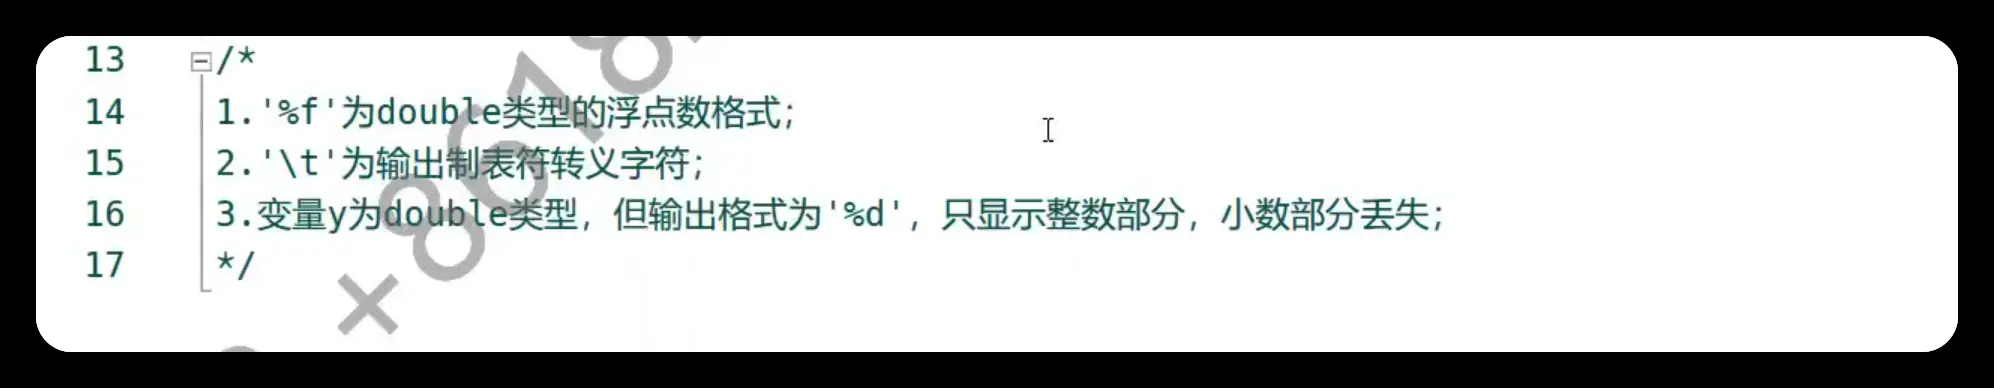 13 /*
14 1.'%f'为double类型的浮点数格式;
15 2.'\t'为输出制表符转义字符;
16 3.变量y为double类型，但输出格式为'%d'，只显示整数部分，小数部分丢失;
17 */
+8618